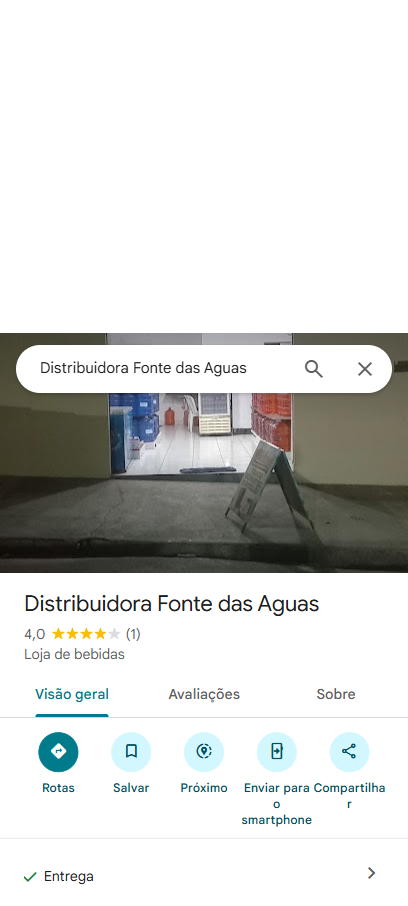 Distribuidora Fonte das Aguas
Distribuidora Fonte das Aguas
4,0 (1)
Loja de bebidas
Visão geral Avaliações Sobre
Rotas Salvar Próximo Enviar para o smartphone Compartilhar
Entrega